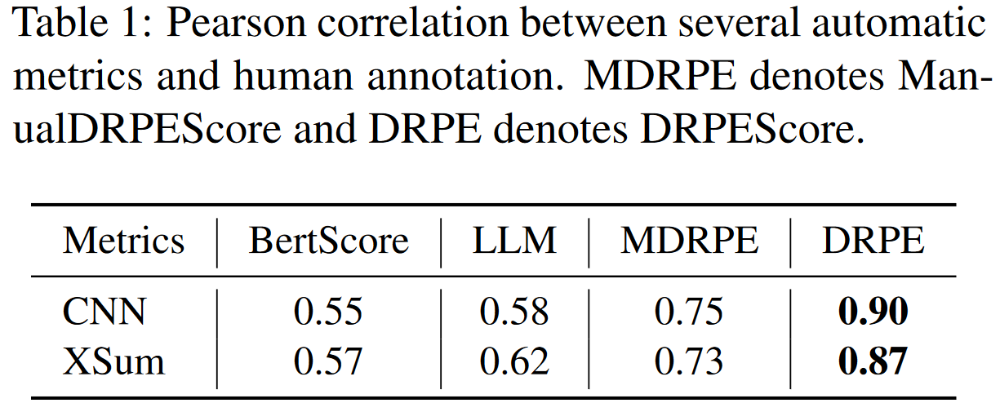 Table 1: Pearson correlation between several automatic
metrics and human annotation. MDRPE denotes Man-
ualDRPEScore and DRPE denotes DRPEScore.
Metrics BertScore LLM MDRPE DRPE
CNN 0.55 0.58 0.75 0.90
XSum 0.57 0.62 0.73 0.87